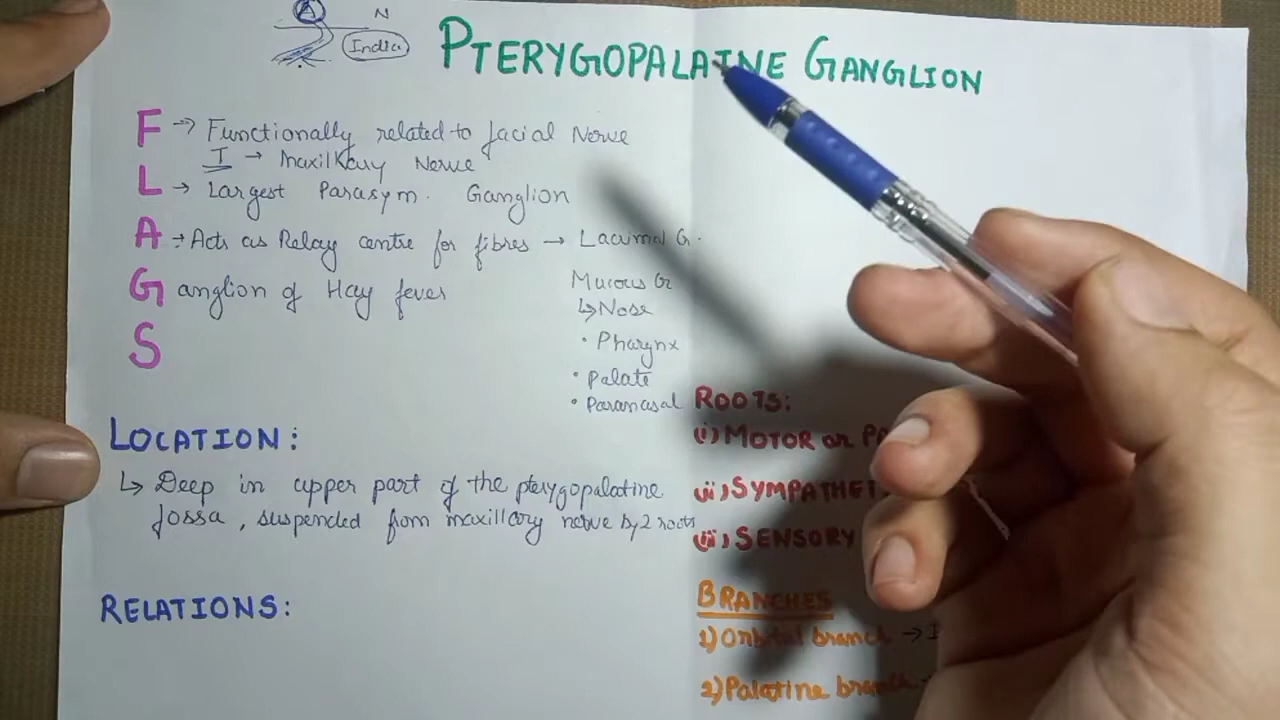 A
N
India
PTERYGOPALAINE GANGLION
F → Functionally related to facial Nerve
T → Maxillary Nerve
L → Largest Parasym. Ganglion
A :→ Acts as Relay centre for fibres → Lacrimal G.
Mucous Gr
G anglion of Hay fever
↳ Nose
S
• Pharynx
• Palate
• Paranasal
LOCATION:
↳ Deep in upper part of the pterygopalatine
fossa, suspended from maxillary nerve by 2 roots
RELATIONS:
ROOTS:
(i) MOTOR or PA
(ii) SYMPATHET
(iii) SENSORY
BRANCHES
1) Orbital branch →
2) Palatine branch